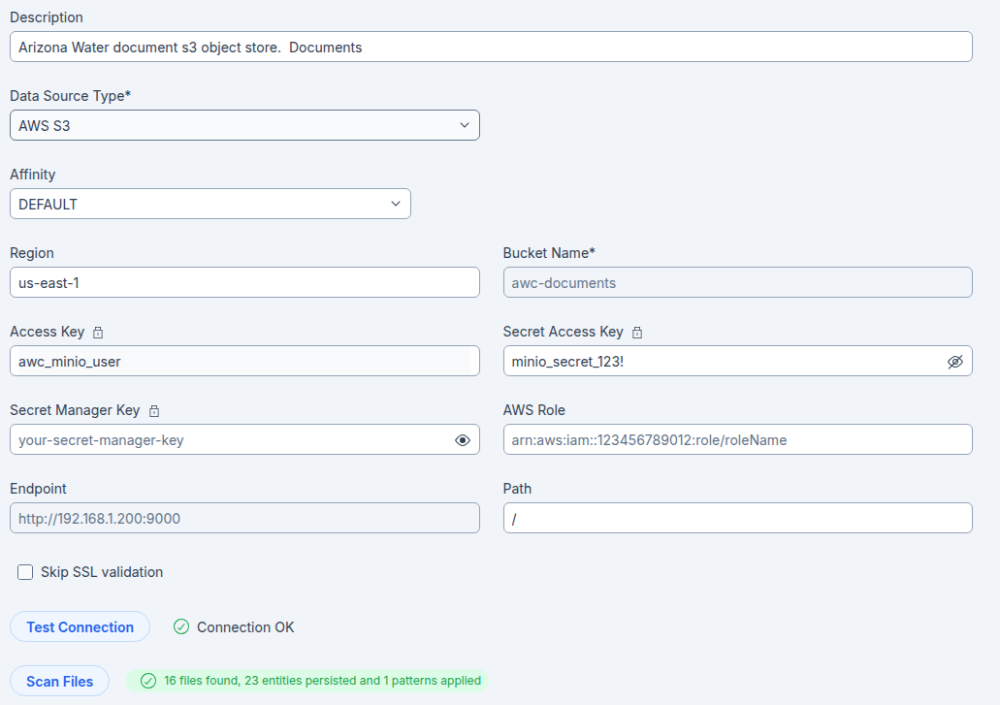 Description
Arizona Water document s3 object store.  Documents
Data Source Type*
AWS S3
Affinity
DEFAULT
Region
Bucket Name*
us-east-1
awc-documents
Access Key
Secret Access Key
awc_minio_user
minio_secret_123!
Secret Manager Key
AWS Role
your-secret-manager-key
arn:aws:iam::123456789012:role/roleName
Endpoint
Path
http://192.168.1.200:9000
/
Skip SSL validation
Test Connection
Connection OK
Scan Files
16 files found, 23 entities persisted and 1 patterns applied